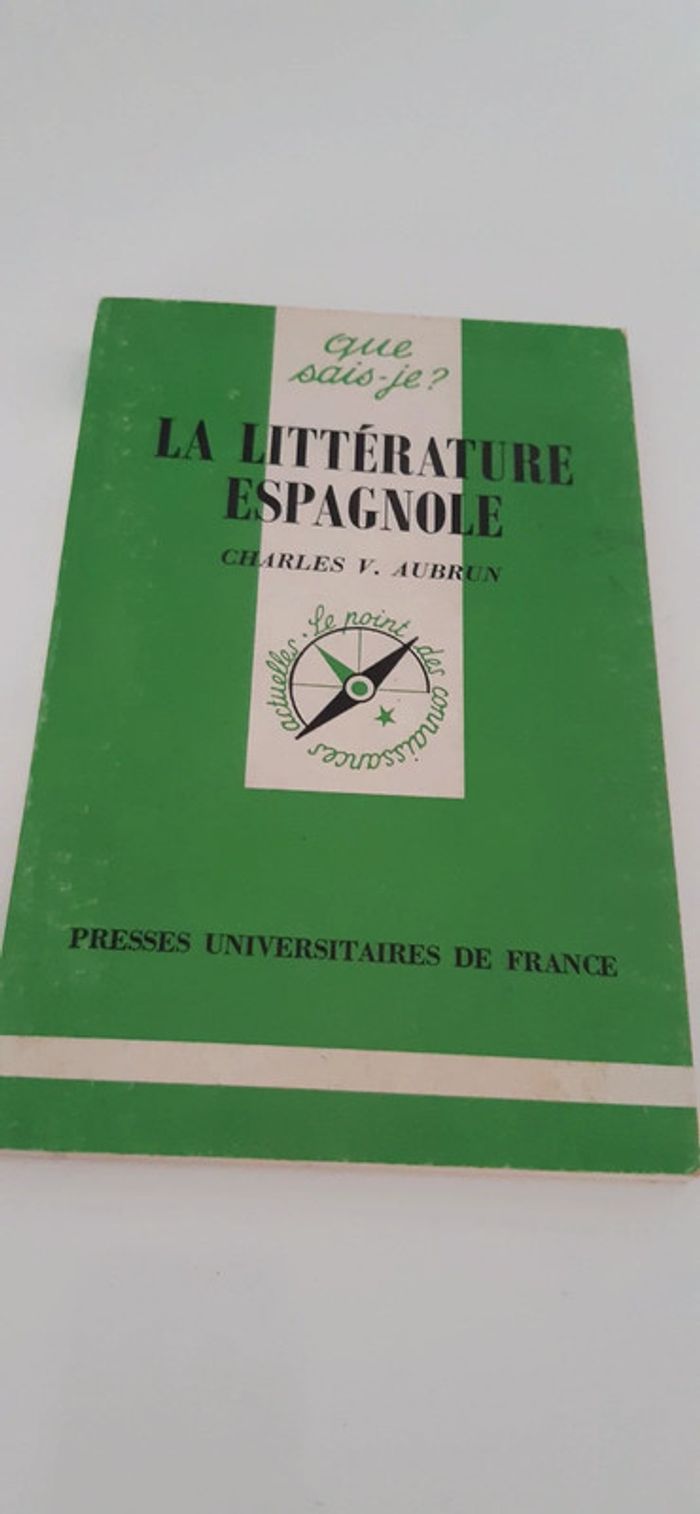 que
sais-je?
LA LITTÉRATURE
ESPAGNOLE
CHARLES V. AUBRUN
Le point des connaissances actuelles.
PRESSES UNIVERSITAIRES DE FRANCE